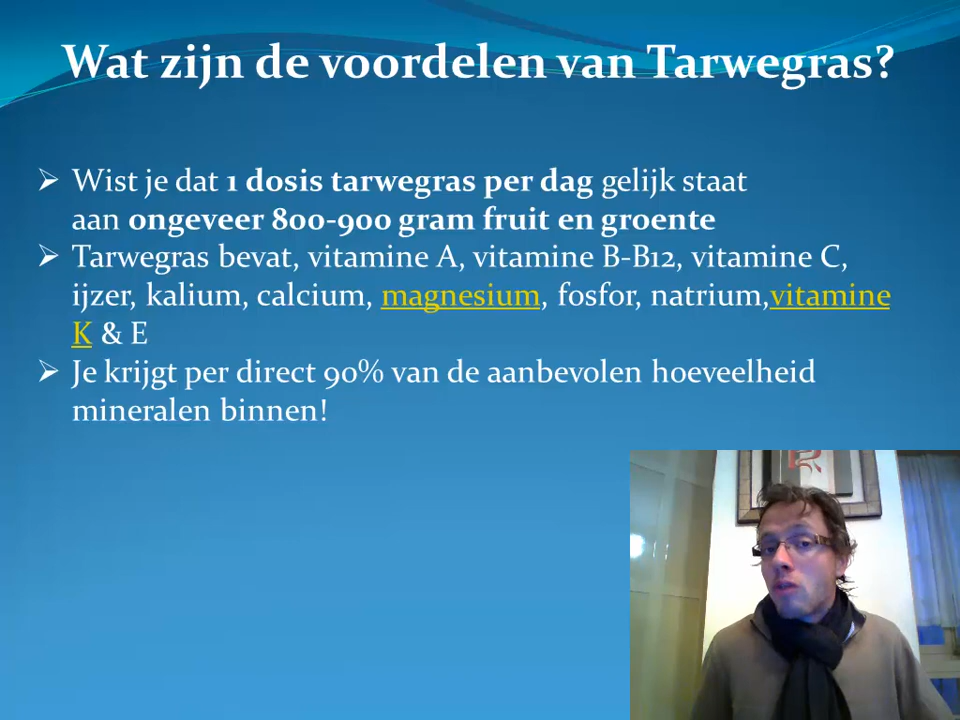 Wat zijn de voordelen van Tarwegras?
Wist je dat 1 dosis tarwegras per dag gelijk staat
aan ongeveer 800-900 gram fruit en groente
Tarwegras bevat, vitamine A, vitamine B-B12, vitamine C,
ijzer, kalium, calcium, magnesium, fosfor, natrium,vitamine
K & E
Je krijgt per direct 90% van de aanbevolen hoeveelheid
mineralen binnen!